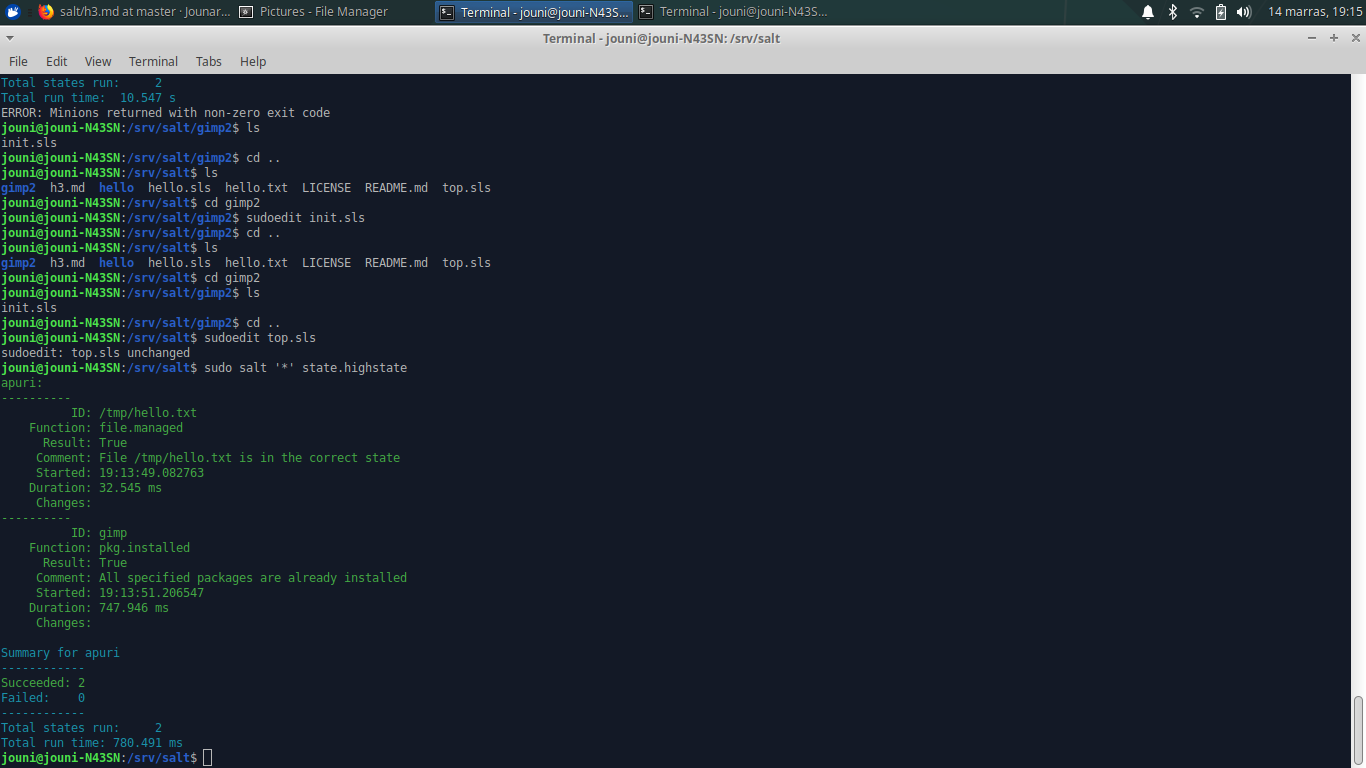 salt/h3.md at master · Jounar... Pictures - File Manager Terminal - jouni@jouni-N43S... Terminal - jouni@jouni-N43S... 14 marras, 19:15
Terminal - jouni@jouni-N43SN: /srv/salt
File Edit View Terminal Tabs Help
Total states run:     2
Total run time:  10.547 s
ERROR: Minions returned with non-zero exit code
jouni@jouni-N43SN:/srv/salt/gimp2$ ls
init.sls
jouni@jouni-N43SN:/srv/salt/gimp2$ cd ..
jouni@jouni-N43SN:/srv/salt$ ls
gimp2  h3.md  hello  hello.sls  hello.txt  LICENSE  README.md  top.sls
jouni@jouni-N43SN:/srv/salt$ cd gimp2
jouni@jouni-N43SN:/srv/salt/gimp2$ sudoedit init.sls
jouni@jouni-N43SN:/srv/salt/gimp2$ cd ..
jouni@jouni-N43SN:/srv/salt$ ls
gimp2  h3.md  hello  hello.sls  hello.txt  LICENSE  README.md  top.sls
jouni@jouni-N43SN:/srv/salt$ cd gimp2
jouni@jouni-N43SN:/srv/salt/gimp2$ ls
init.sls
jouni@jouni-N43SN:/srv/salt/gimp2$ cd ..
jouni@jouni-N43SN:/srv/salt$ sudoedit top.sls
sudoedit: top.sls unchanged
jouni@jouni-N43SN:/srv/salt$ sudo salt '*' state.highstate
apuri:
----------
          ID: /tmp/hello.txt
    Function: file.managed
      Result: True
     Comment: File /tmp/hello.txt is in the correct state
     Started: 19:13:49.082763
    Duration: 32.545 ms
     Changes:
----------
          ID: gimp
    Function: pkg.installed
      Result: True
     Comment: All specified packages are already installed
     Started: 19:13:51.206547
    Duration: 747.946 ms
     Changes:
Summary for apuri
------------
Succeeded: 2
Failed:    0
------------
Total states run:     2
Total run time: 780.491 ms
jouni@jouni-N43SN:/srv/salt$